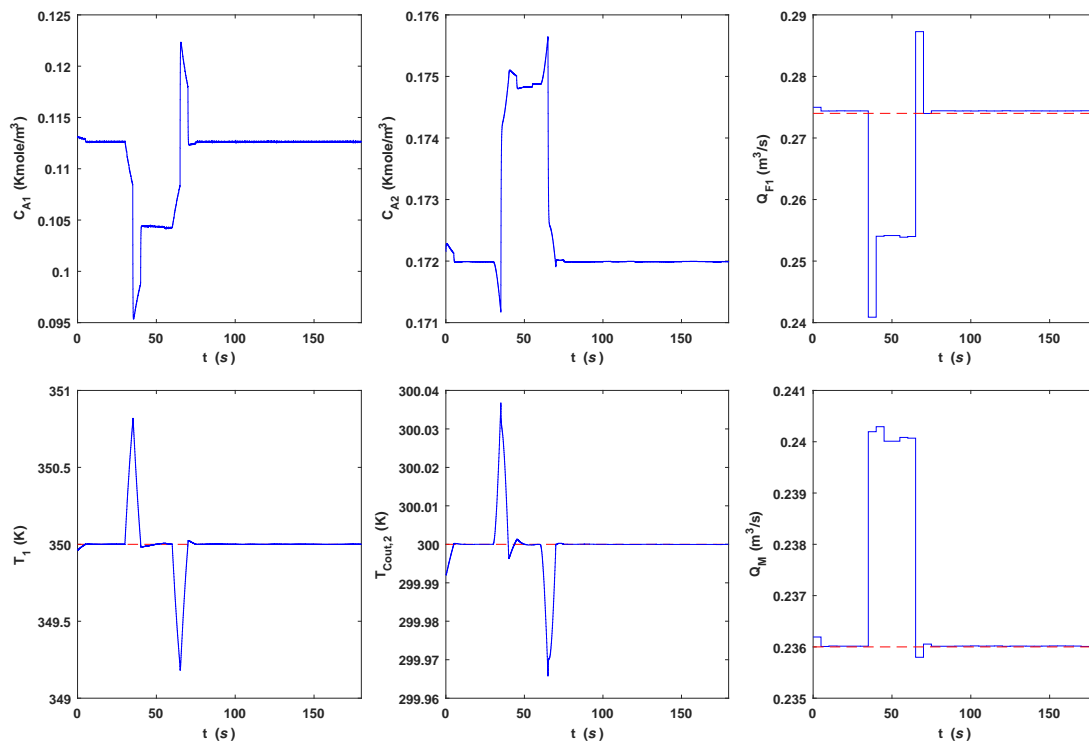 0.125
0.12
0.115
0.11
0.105
0.1
0.095
C_A1 (Kmole/m³)
0 50 100 150
t (s)
0.176
0.175
0.174
0.173
0.172
0.171
C_A2 (Kmole/m³)
0 50 100 150
t (s)
0.29
0.28
0.27
0.26
0.25
0.24
Q_F1 (m³/s)
0 50 100 150
t (s)
351
350.5
350
349.5
349
T_1 (K)
0 50 100 150
t (s)
300.04
300.03
300.02
300.01
300
299.99
299.98
299.97
299.96
T_Cout,2 (K)
0 50 100 150
t (s)
0.241
0.24
0.239
0.238
0.237
0.236
0.235
Q_M (m³/s)
0 50 100 150
t (s)